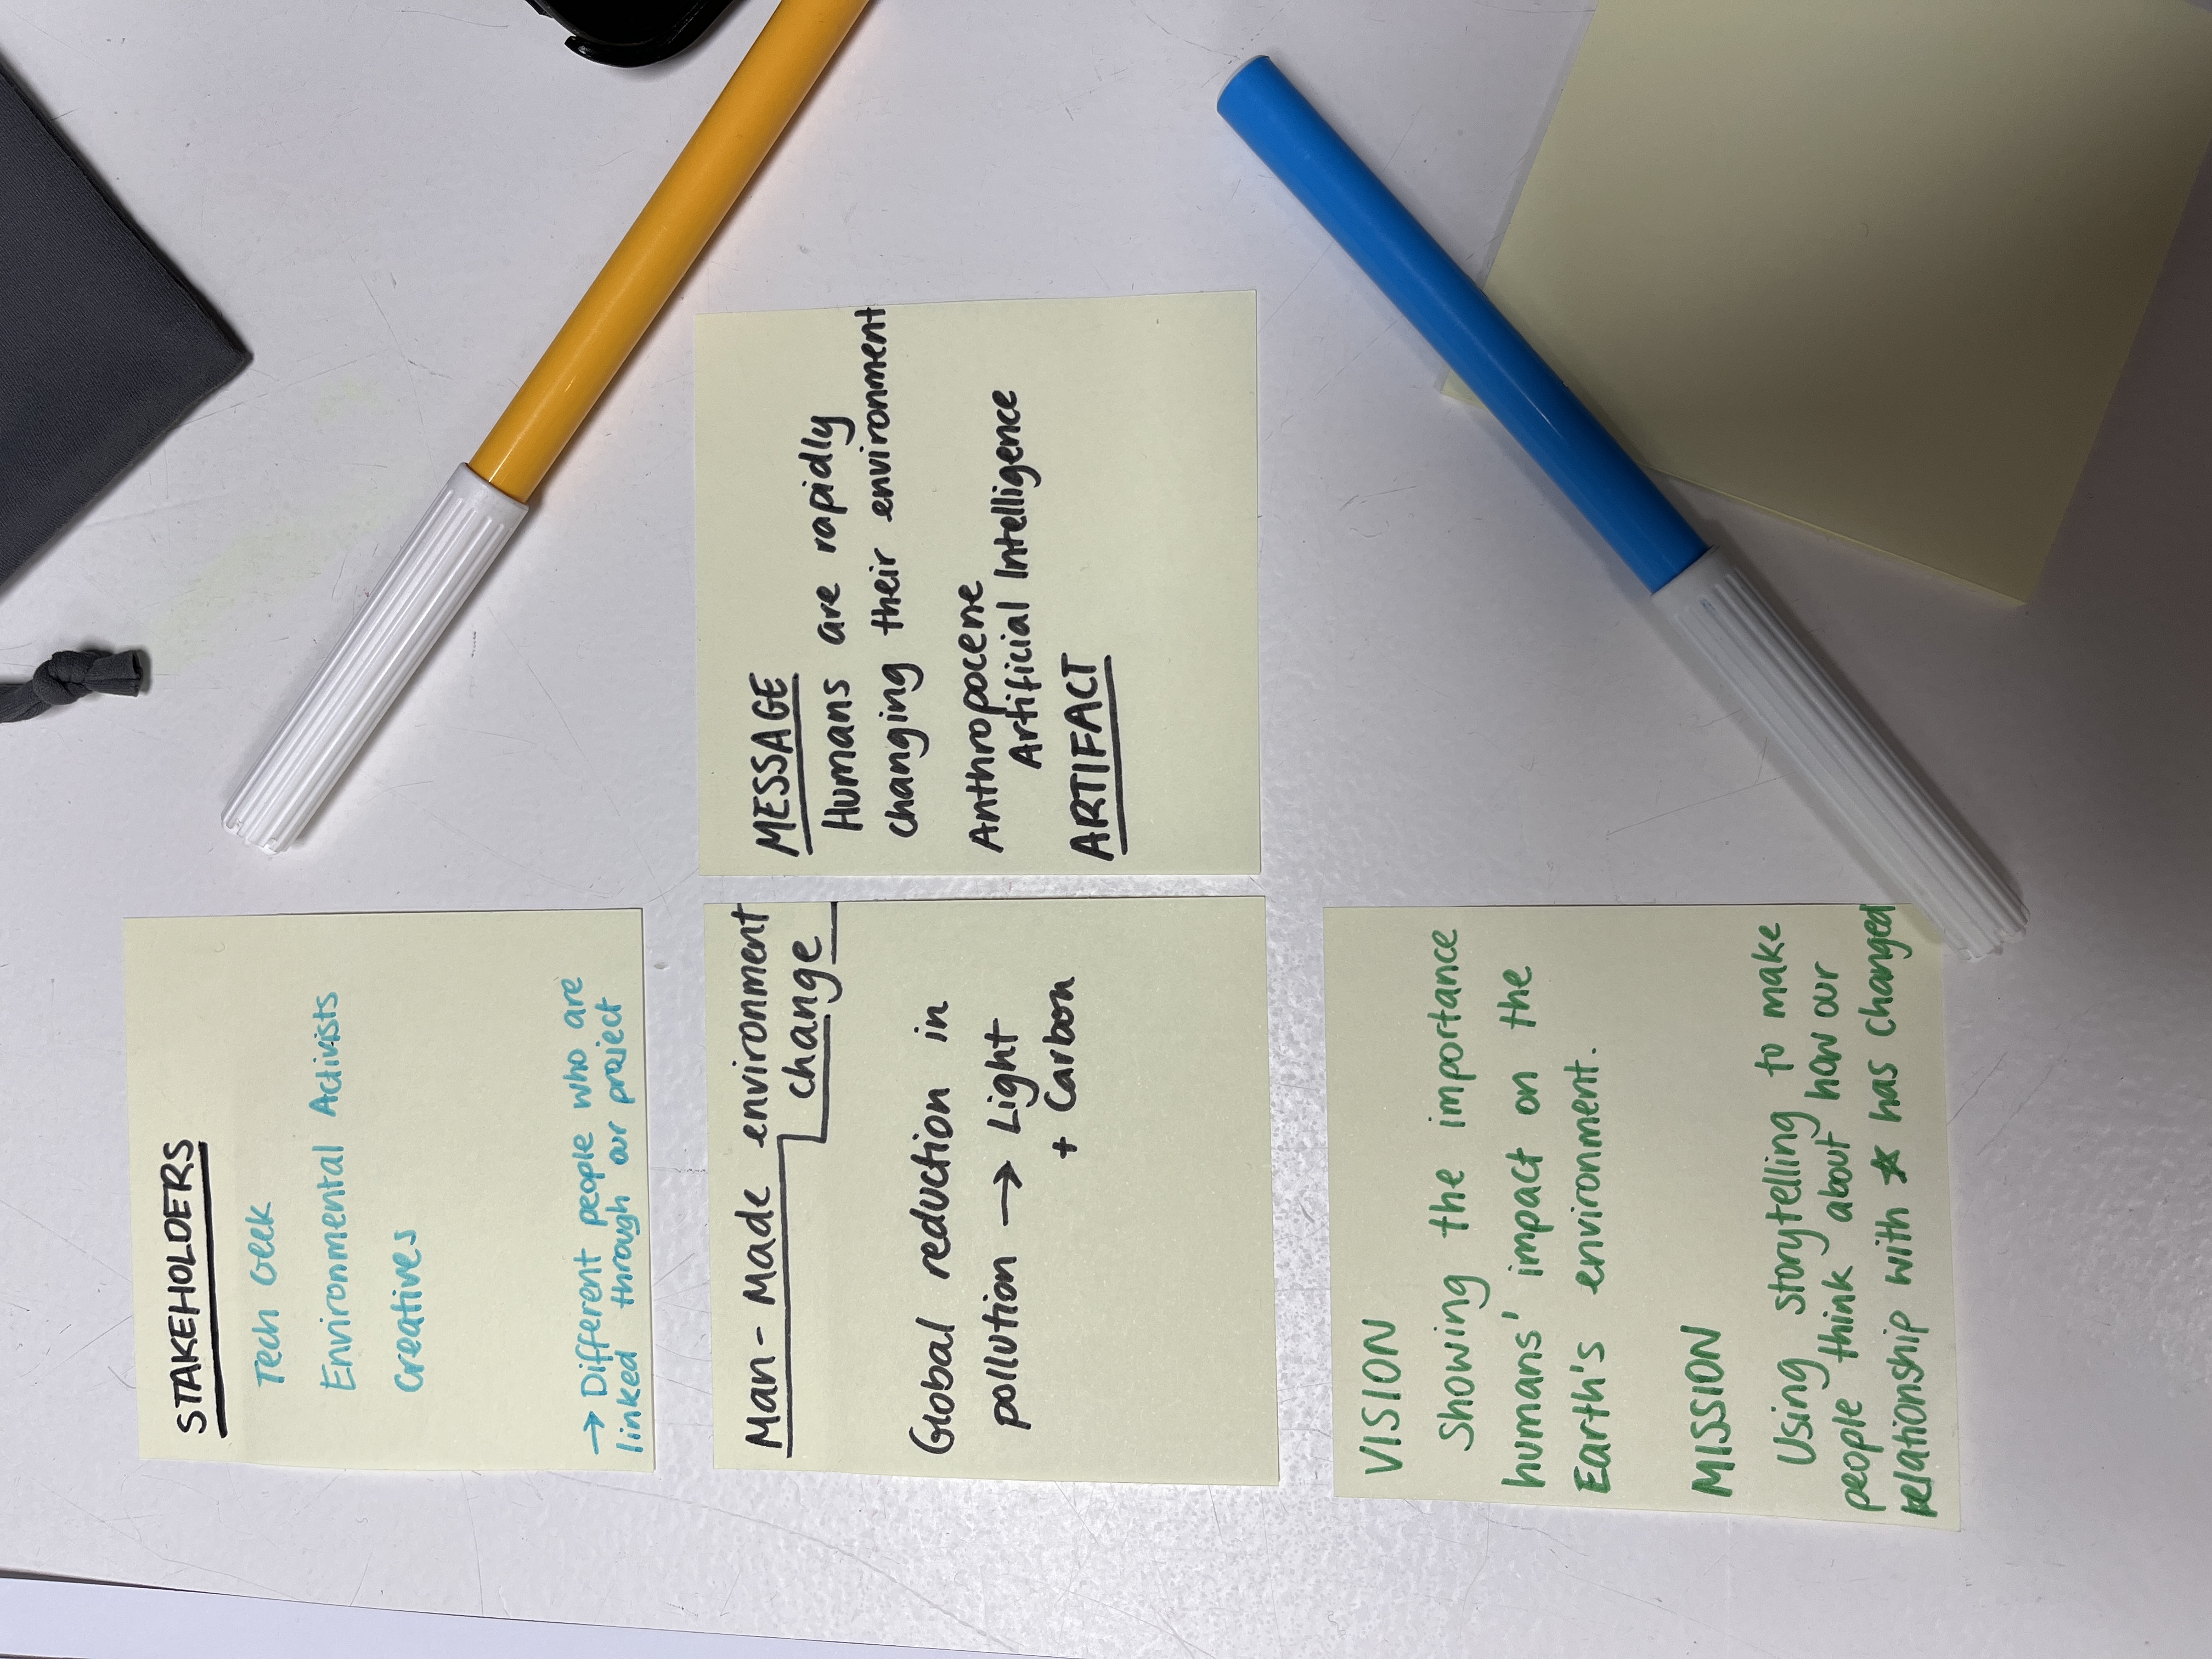 STAKEHOLDERS
Tech Geek
Environmental Activists
Creatives
→ Different people who are
linked through our project
Man-Made environment
change
Global reduction in
pollution → Light
+ Carbon
MESSAGE
Humans are rapidly
changing their environment
Anthropocene
Artificial Intelligence
ARTIFACT
VISION
Showing the importance
humans' impact on the
Earth's environment.
MISSION
Using storytelling to make
people think about how our
relationship with ☆ has changed